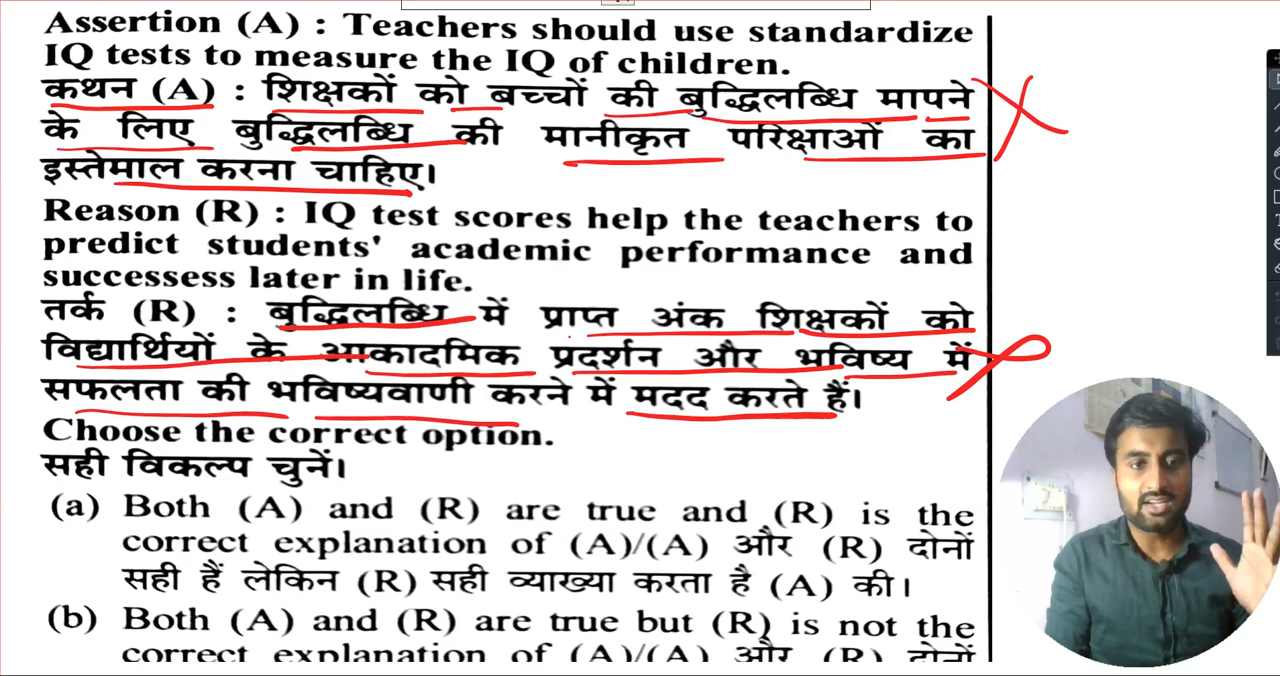 Assertion (A) : Teachers should use standardize
IQ tests to measure the IQ of children.
कथन (A) : शिक्षकों को बच्चों की बुद्धिलब्धि मापने
के लिए बुद्धिलब्धि की मानीकृत परिक्षाओं का
इस्तेमाल करना चाहिए।
Reason (R) : IQ test scores help the teachers to
predict students' academic performance and
successess later in life.
तर्क (R) : बुद्धिलब्धि में प्राप्त अंक शिक्षकों को
विद्यार्थियों के आकादमिक प्रदर्शन और भविष्य में
सफलता की भविष्यवाणी करने में मदद करते हैं।
Choose the correct option.
सही विकल्प चुनें।
(a) Both (A) and (R) are true and (R) is the
correct explanation of (A)/(A) और (R) दोनों
सही हैं लेकिन (R) सही व्याख्या करता है (A) की।
(b) Both (A) and (R) are true but (R) is not the
correct explanation of (A)/(A) और (R) दोनों